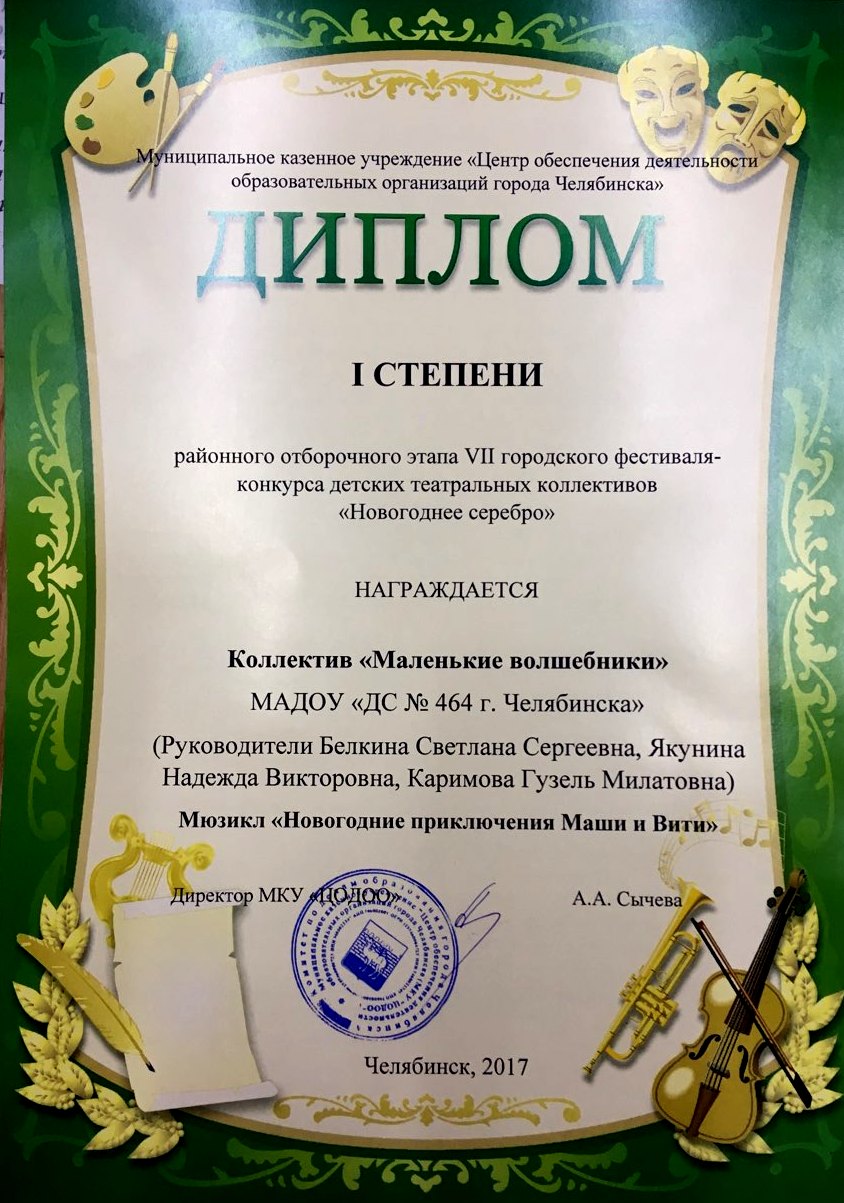 Муниципальное казенное учреждение «Центр обеспечения деятельности
образовательных организаций города Челябинска»
ДИПЛОМ
I СТЕПЕНИ
районного отборочного этапа VII городского фестиваля-
конкурса детских театральных коллективов
«Новогоднее серебро»
НАГРАЖДАЕТСЯ
Коллектив «Маленькие волшебники»
МАДОУ «ДС № 464 г. Челябинска»
(Руководители Белкина Светлана Сергеевна, Якунина
Надежда Викторовна, Каримова Гузель Милатовна)
Мюзикл «Новогодние приключения Маши и Вити»
Директор МКУ «ЦОДОО» А.А. Сычева
Челябинск, 2017